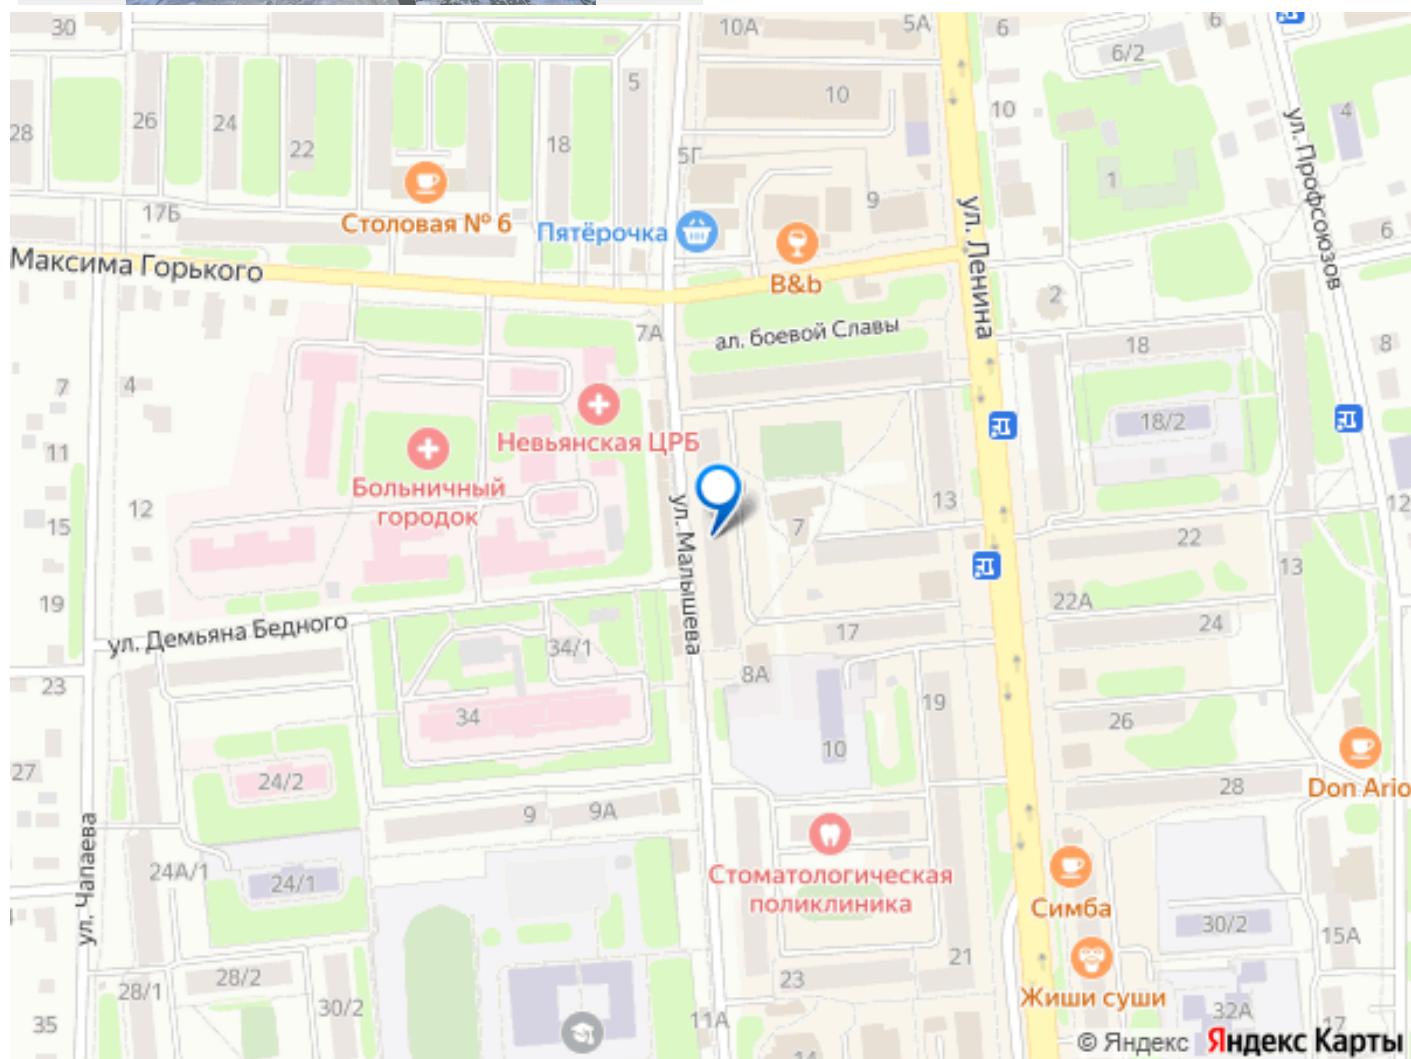 30
10А
5А
6
6
6/2
5
10
10
4
28
26
24
22
18
5Г
ул. Профсоюзов
1
9
17Б
Столовая № 6
Пятёрочка
B&b
ул. Ленина
6
Максима Горького
2
7А
ал. боевой Славы
18
8
7
4
18/2
Невьянская ЦРБ
11
Больничный
городок
12
13
12
15
7
22
ул. Малышева
13
19
22А
24
ул. Демьяна Бедного
34/1
17
23
8А
34
19
26
10
27
24/2
28
Don Ario
9
9А
ул. Чапаева
24А/1
24/1
Стоматологическая
поликлиника
Симба
30/2
15А
21
28/1
28/2
30/2
23
Жиши суши
32А
35
11А
17
14
© Яндекс Яндекс Карты